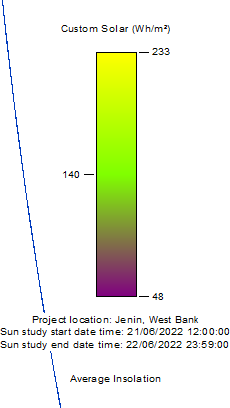 Custom Solar (Wh/m²)
233
140
48
Project location: Jenin, West Bank
Sun study start date time: 21/06/2022 12:00:00
Sun study end date time: 22/06/2022 23:59:00
Average Insolation